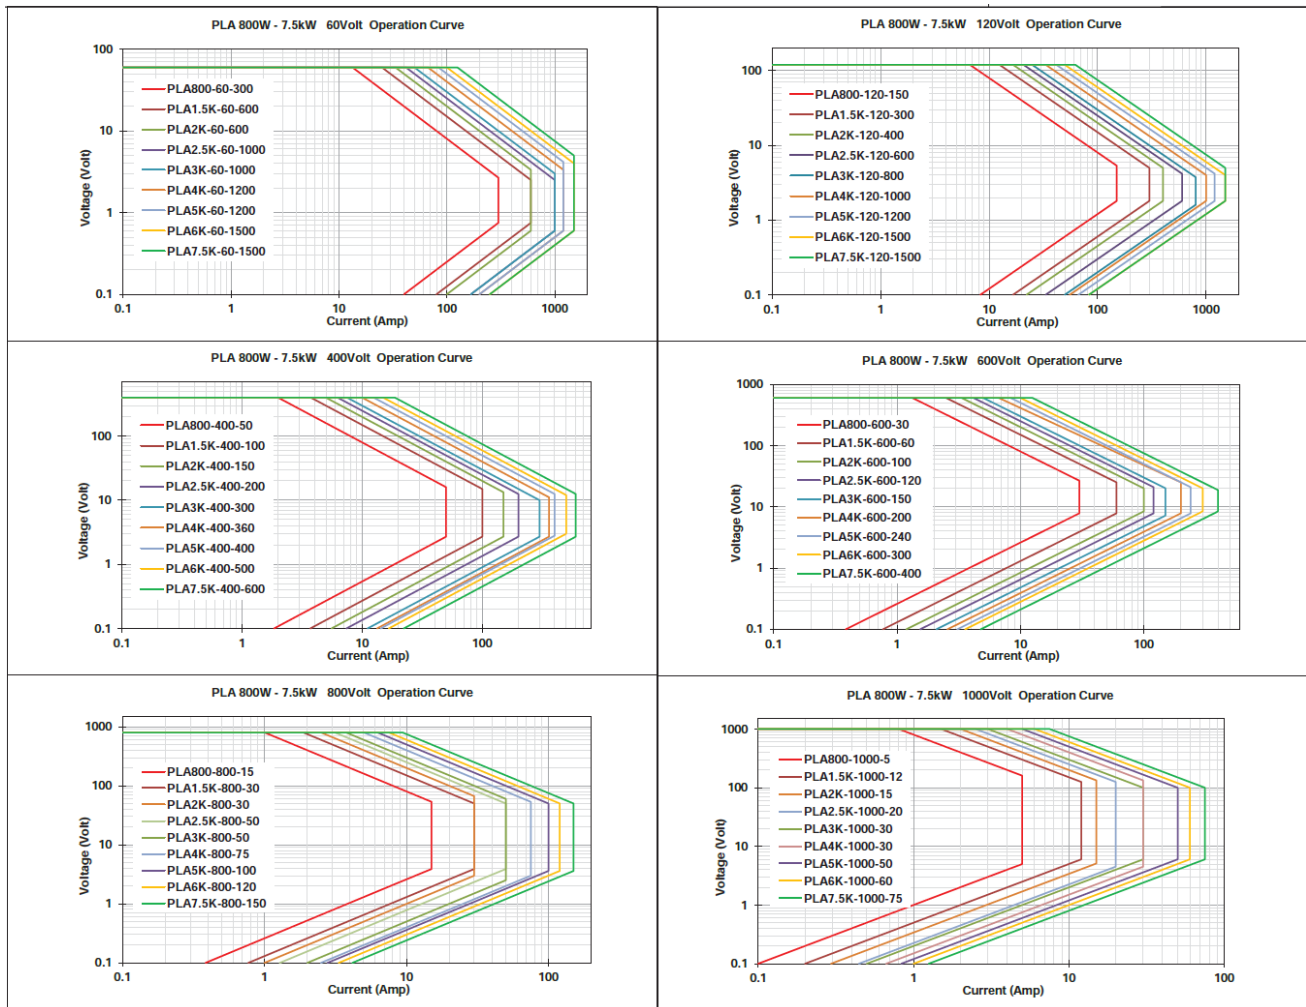 PLA 800W - 7.5kW 60Volt Operation Curve
100
10
1
0.1
Voltage (Volt)
PLA800-60-300
PLA1.5K-60-600
PLA2K-60-600
PLA2.5K-60-1000
PLA3K-60-1000
PLA4K-60-1200
PLA5K-60-1200
PLA6K-60-1500
PLA7.5K-60-1500
0.1 1 10 100 1000
Current (Amp)
PLA 800W - 7.5kW 120Volt Operation Curve
100
10
1
0.1
Voltage (Volt)
PLA800-120-150
PLA1.5K-120-300
PLA2K-120-400
PLA2.5K-120-600
PLA3K-120-800
PLA4K-120-1000
PLA5K-120-1200
PLA6K-120-1500
PLA7.5K-120-1500
0.1 1 10 100 1000
Current (Amp)
PLA 800W - 7.5kW 400Volt Operation Curve
100
10
1
0.1
Voltage (Volt)
PLA800-400-50
PLA1.5K-400-100
PLA2K-400-150
PLA2.5K-400-200
PLA3K-400-300
PLA4K-400-360
PLA5K-400-400
PLA6K-400-500
PLA7.5K-400-600
0.1 1 10 100
Current (Amp)
PLA 800W - 7.5kW 600Volt Operation Curve
1000
100
10
1
0.1
Voltage (Volt)
PLA800-600-30
PLA1.5K-600-60
PLA2K-600-100
PLA2.5K-600-120
PLA3K-600-150
PLA4K-600-200
PLA5K-600-240
PLA6K-600-300
PLA7.5K-600-400
0.1 1 10 100
Current (Amp)
PLA 800W - 7.5kW 800Volt Operation Curve
1000
100
10
1
0.1
Voltage (Volt)
PLA800-800-15
PLA1.5K-800-30
PLA2K-800-30
PLA2.5K-800-50
PLA3K-800-50
PLA4K-800-75
PLA5K-800-100
PLA6K-800-120
PLA7.5K-800-150
0.1 1 10 100
Current (Amp)
PLA 800W - 7.5kW 1000Volt Operation Curve
1000
100
10
1
0.1
Voltage (Volt)
PLA800-1000-5
PLA1.5K-1000-12
PLA2K-1000-15
PLA2.5K-1000-20
PLA3K-1000-30
PLA4K-1000-30
PLA5K-1000-50
PLA6K-1000-60
PLA7.5K-1000-75
0.1 1 10 100
Current (Amp)